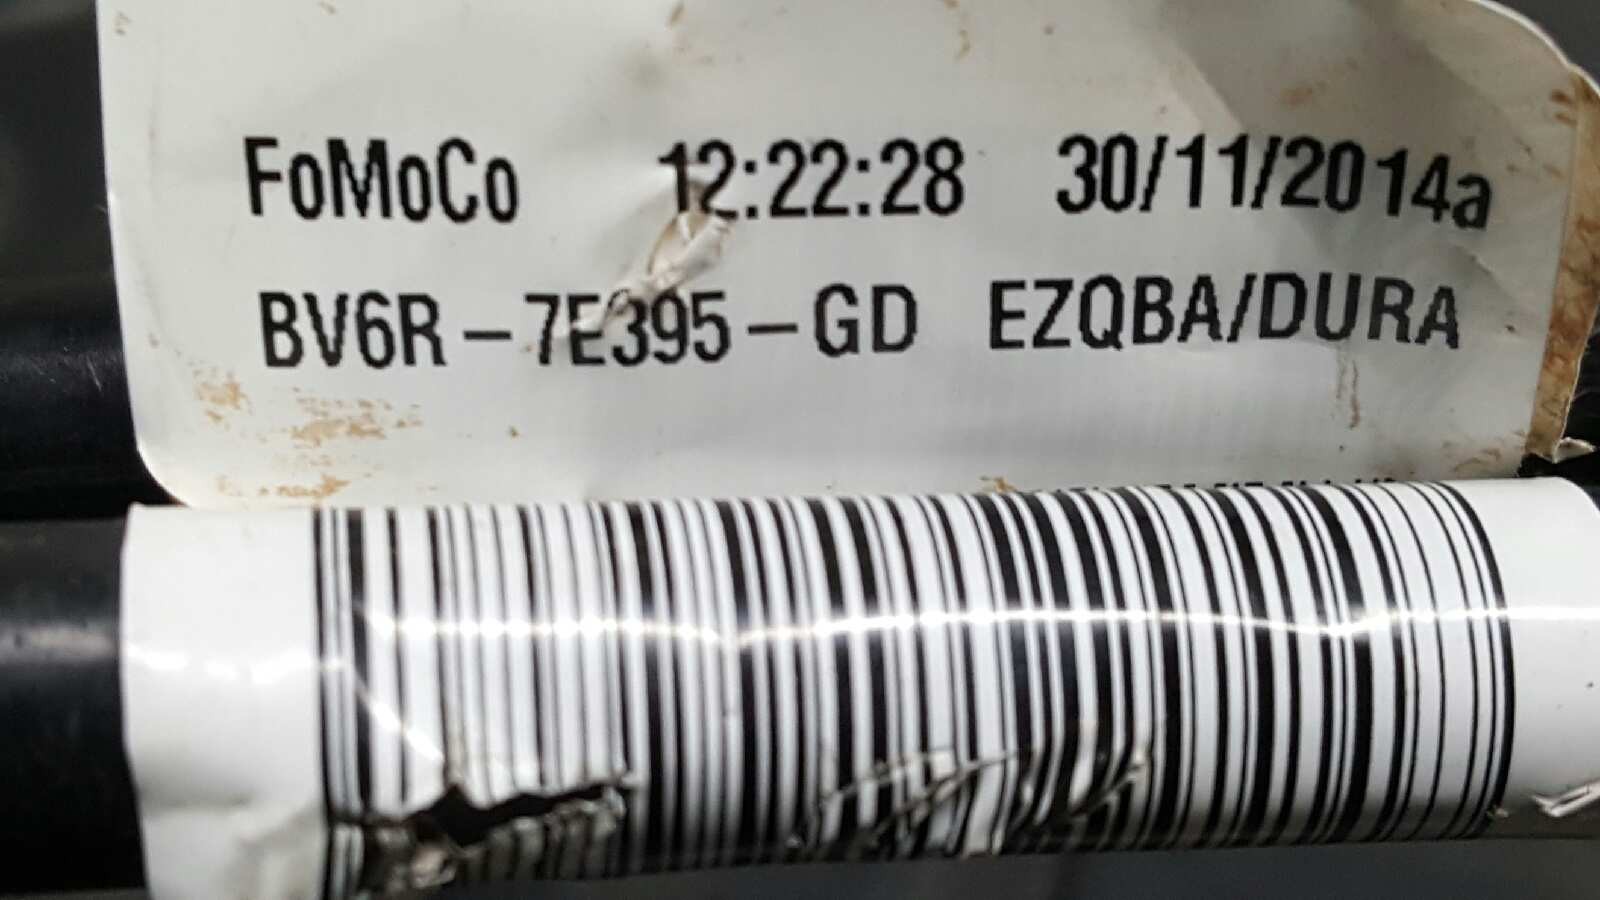 FoMoCo 12:22:28 30/11/2014a
BV6R-7E395-GD EZQBA/DURA